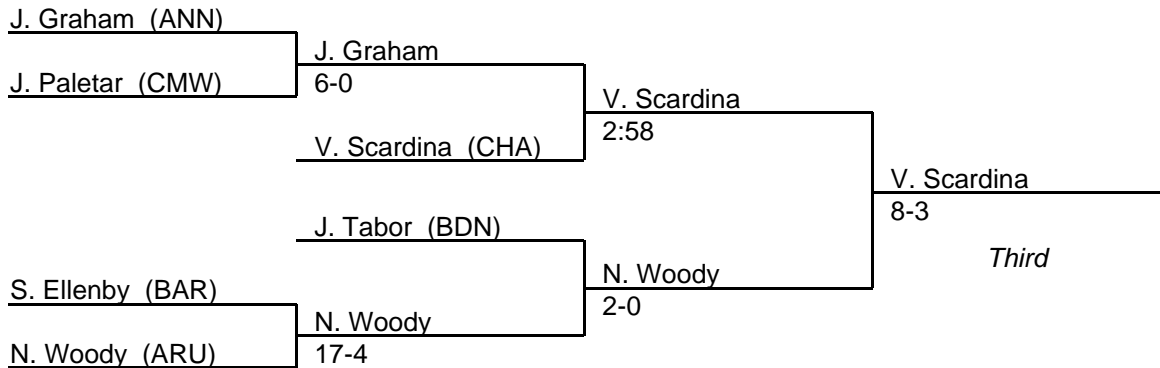 J. Graham (ANN)
J. Graham
J. Paletar (CMW)
6-0
V. Scardina
2:58
V. Scardina (CHA)
V. Scardina
8-3
J. Tabor (BDN)
Third
N. Woody
S. Ellenby (BAR)
2-0
N. Woody
N. Woody (ARU)
17-4